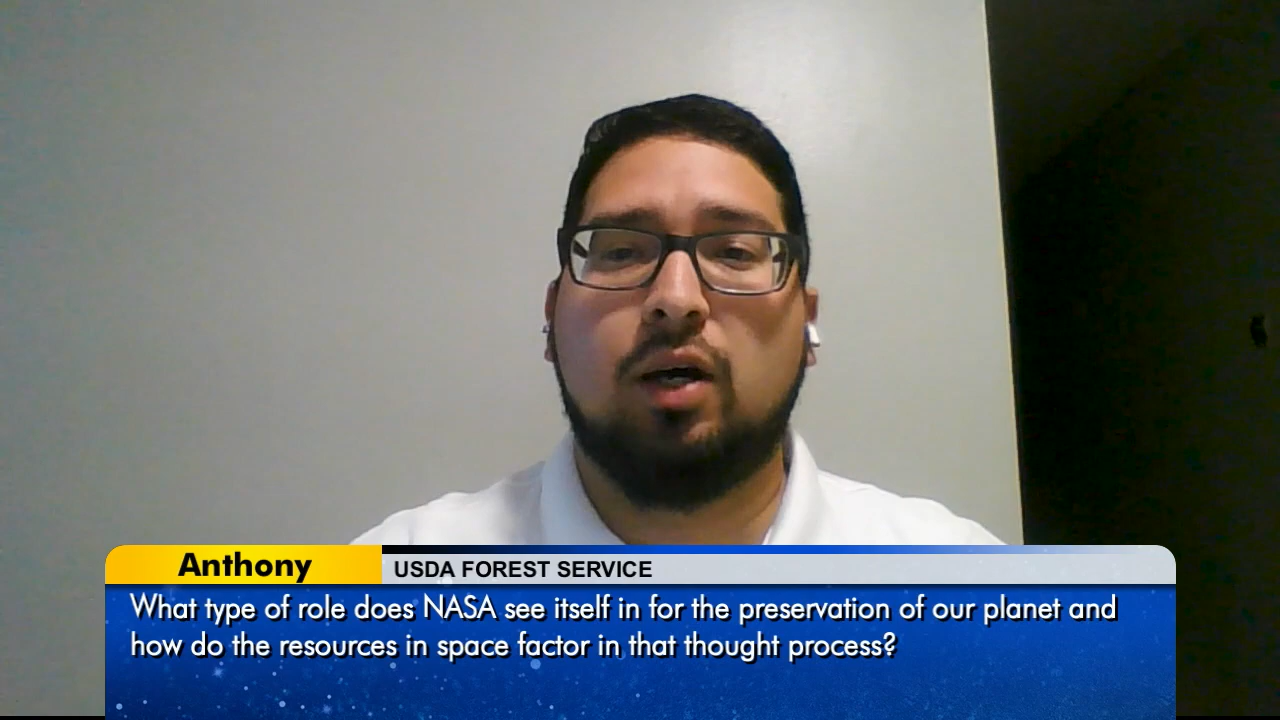 Anthony
USDA FOREST SERVICE
What type of role does NASA see itself in for the preservation of our planet and
how do the resources in space factor in that thought process?